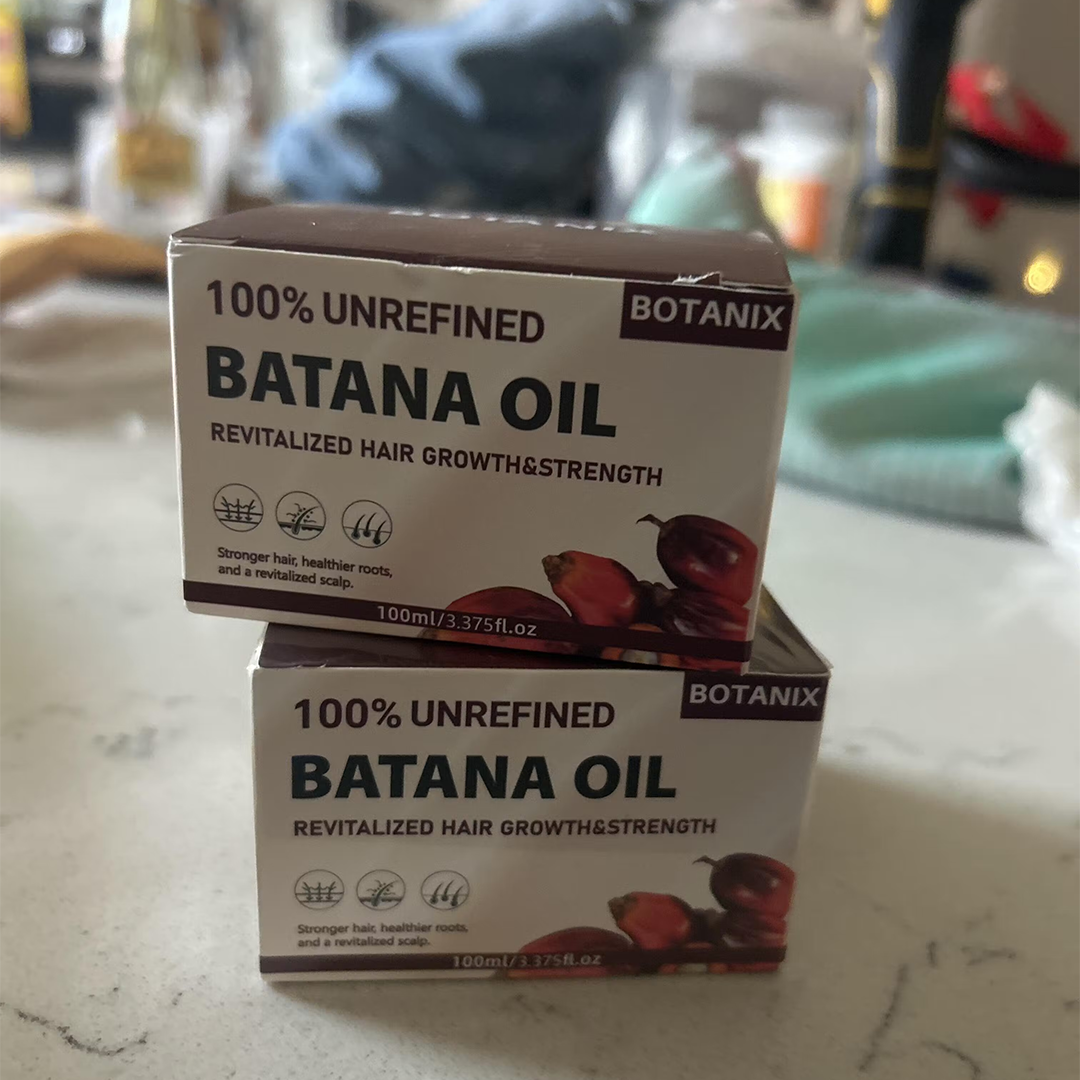 BOTANIX
100% UNREFINED
BOTANIX
BATANA OIL
REVITALIZED HAIR GROWTH&STRENGTH
Stronger hair, healthier roots,
and a revitalized scalp.
100ml/3.375fl.oz
100% UNREFINED
BOTANIX
BATANA OIL
REVITALIZED HAIR GROWTH&STRENGTH
Stronger hair, healthier roots,
and a revitalized scalp.
100ml/3.375fl.oz